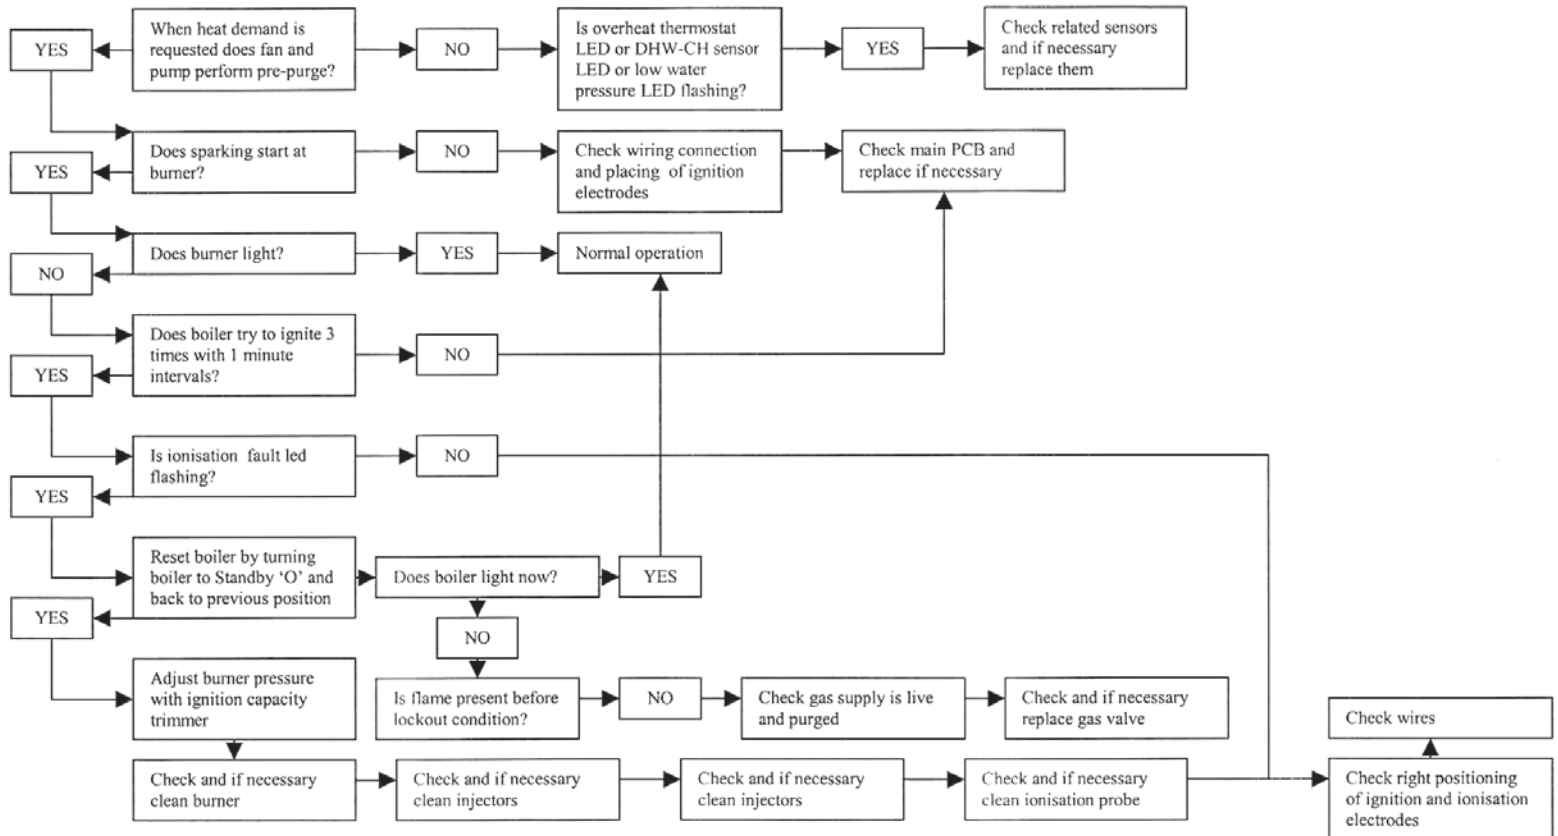 When heat demand is
requested does fan and
pump perform pre-purge?
YES
NO
Is overheat thermostat
LED or DHW-CH sensor
LED or low water
pressure LED flashing?
YES
Check related sensors
and if necessary
replace them
Does sparking start at
burner?
YES
NO
Check wiring connection
and placing of ignition
electrodes
Check main PCB and
replace if necessary
Does burner light?
NO
YES
Normal operation
Does boiler try to ignite 3
times with 1 minute
intervals?
YES
NO
Is ionisation fault led
flashing?
YES
NO
Reset boiler by turning
boiler to Standby ‘O’ and
back to previous position
YES
Does boiler light now?
YES
NO
Adjust burner pressure
with ignition capacity
trimmer
Is flame present before
lockout condition?
NO
Check gas supply is live
and purged
Check and if necessary
replace gas valve
Check wires
Check and if necessary
clean burner
Check and if necessary
clean injectors
Check and if necessary
clean injectors
Check and if necessary
clean ionisation probe
Check right positioning
of ignition and ionisation
electrodes